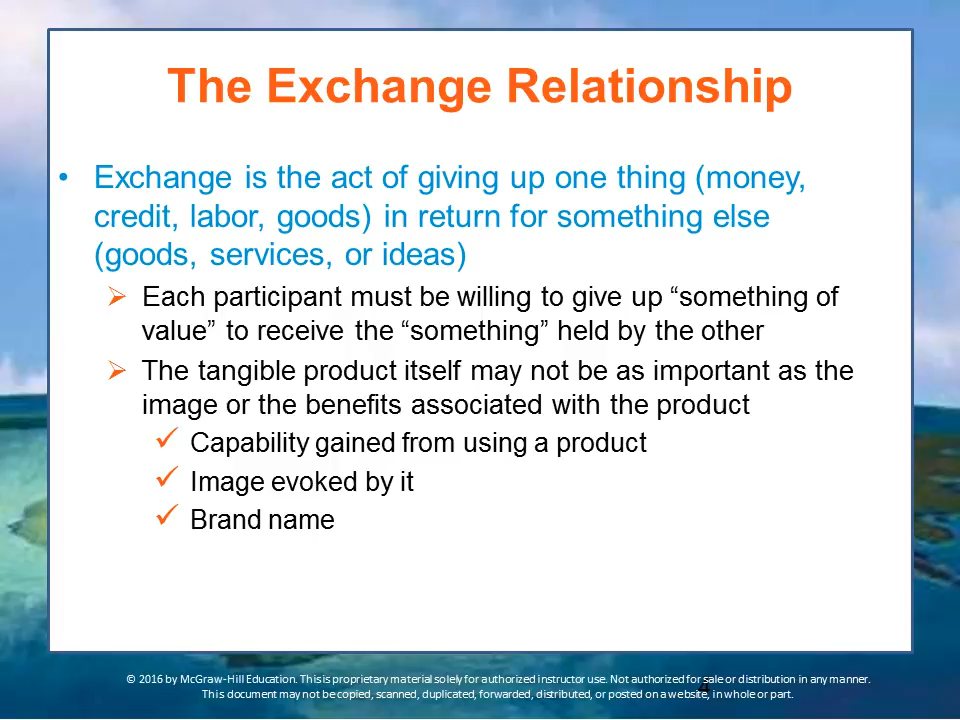 The Exchange Relationship
• Exchange is the act of giving up one thing (money,
credit, labor, goods) in return for something else
(goods, services, or ideas)
➢ Each participant must be willing to give up “something of
value” to receive the “something” held by the other
➢ The tangible product itself may not be as important as the
image or the benefits associated with the product
✓ Capability gained from using a product
✓ Image evoked by it
✓ Brand name
© 2016 by McGraw-Hill Education. This is proprietary material solely for authorized instructor use. Not authorized for sale or distribution in any manner.
This document may not be copied, scanned, duplicated, forwarded, distributed, or posted on a website, in whole or part.
4